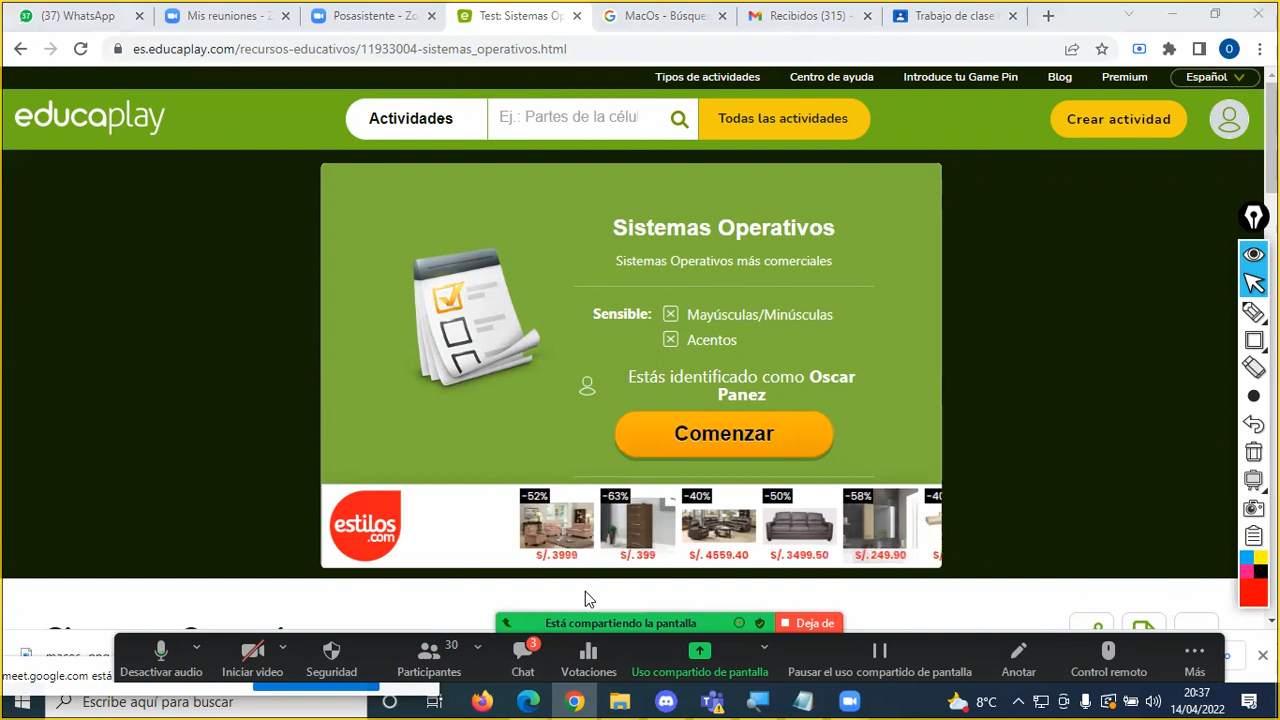 (37) WhatsApp
Mis reuniones - Z
Posasistente - Zo
Test: Sistemas Op
MacOs - Búsque
Recibidos (315) -
Trabajo de clase
es.educaplay.com/recursos-educativos/11933004-sistemas_operativos.html
O
Tipos de actividades
Centro de ayuda
Introduce tu Game Pin
Blog
Premium
Español
educaplay
Actividades
Ej.: Partes de la célul
Todas las actividades
Crear actividad
Sistemas Operativos
Sistemas Operativos más comerciales
Sensible:
Mayúsculas/Minúsculas
Acentos
Estás identificado como Oscar
Panez
Comenzar
estilos
.com
-52%
-63%
-40%
-50%
-58%
-40
S/. 3999
S/. 399
S/. 4559.40
S/. 3499.50
S/. 249.90
S/
Está compartiendo la pantalla
Deja de
30
3
Desactivar audio
Iniciar video
Seguridad
Participantes
Chat
Votaciones
Uso compartido de pantalla
Pausar el uso compartido de pantalla
Anotar
Control remoto
Más
meet.google.com está
Escribe aquí para buscar
8°C
20:37
14/04/2022